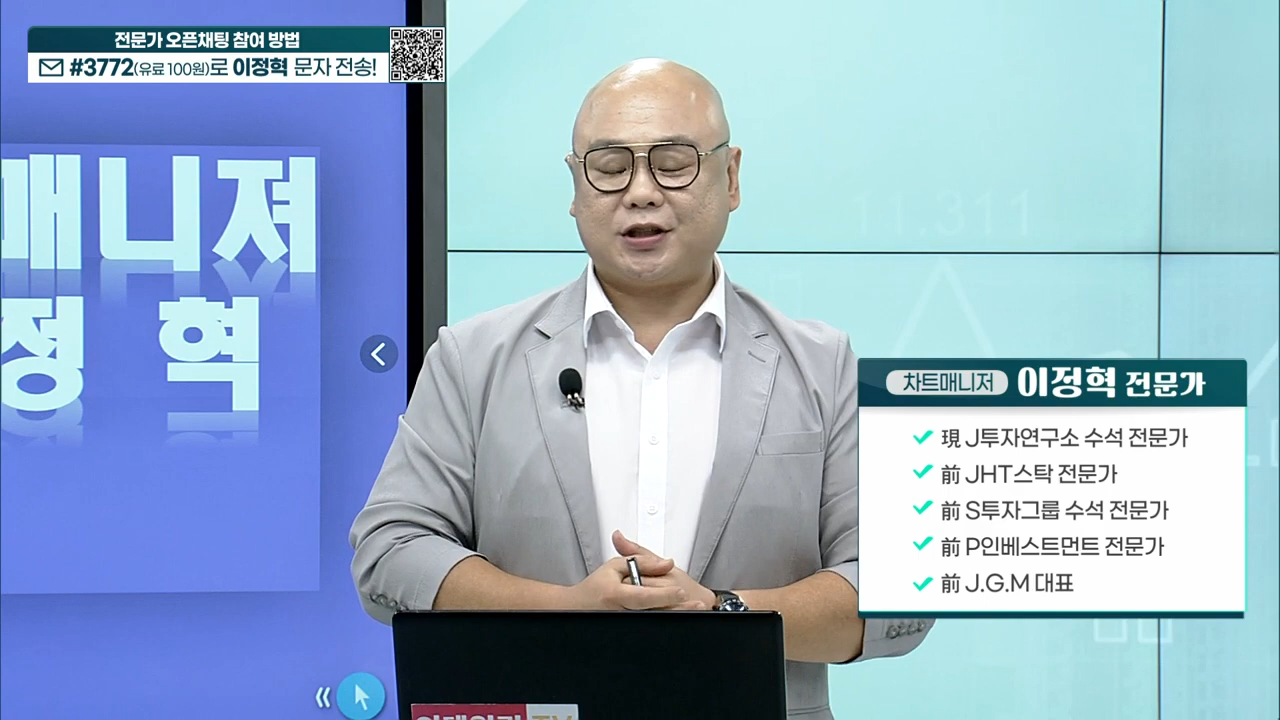 전문가 오픈채팅 참여 방법
#3772(유료 100원)로 이정혁 문자 전송!
매니저
정 혁
차트매니저 이정혁 전문가
現 J투자연구소 수석 전문가
前 JHT스탁 전문가
前 S투자그룹 수석 전문가
前 P인베스트먼트 전문가
前 J.G.M 대표